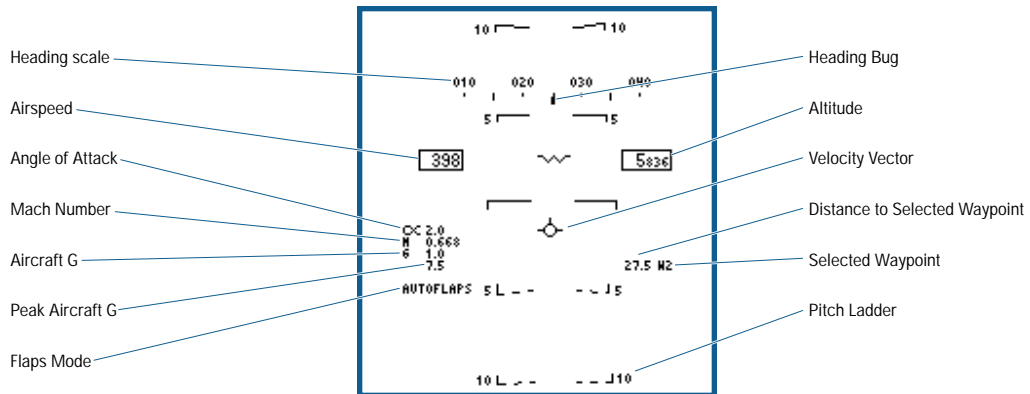 10 10
Heading scale
Heading Bug
010 020 030 040
Airspeed
Altitude
5 5
398
5836
Angle of Attack
Velocity Vector
Mach Number
Distance to Selected Waypoint
α 2.0
M 0.668
Aircraft G
G 1.0
7.5
27.5 W2
Selected Waypoint
Peak Aircraft G
AUTOFLAPS 5 5
Pitch Ladder
Flaps Mode
10 10